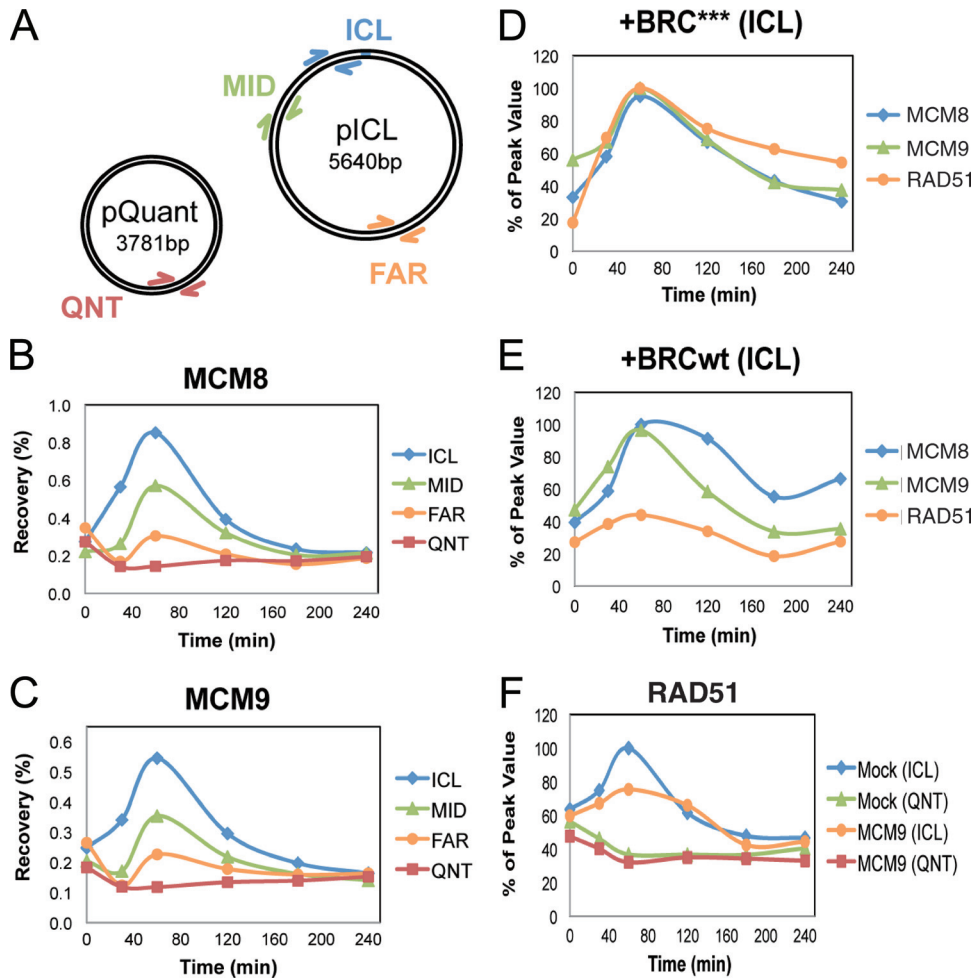 A
ICL
MID
pICL
5640bp
pQuant
3781bp
QNT
FAR
B
MCM8
Recovery (%)
1.0
0.8
0.6
0.4
0.2
0.0
0 40 80 120 160 200 240
Time (min)
ICL
MID
FAR
QNT
C
MCM9
Recovery (%)
0.6
0.5
0.4
0.3
0.2
0.1
0.0
0 40 80 120 160 200 240
Time (min)
ICL
MID
FAR
QNT
D
+BRC*** (ICL)
% of Peak Value
120
100
80
60
40
20
0
0 40 80 120 160 200 240
Time (min)
MCM8
MCM9
RAD51
E
+BRCwt (ICL)
% of Peak Value
120
100
80
60
40
20
0
0 40 80 120 160 200 240
Time (min)
MCM8
MCM9
RAD51
F
RAD51
% of Peak Value
120
100
80
60
40
20
0
0 40 80 120 160 200 240
Time (min)
Mock (ICL)
Mock (QNT)
MCM9 (ICL)
MCM9 (QNT)